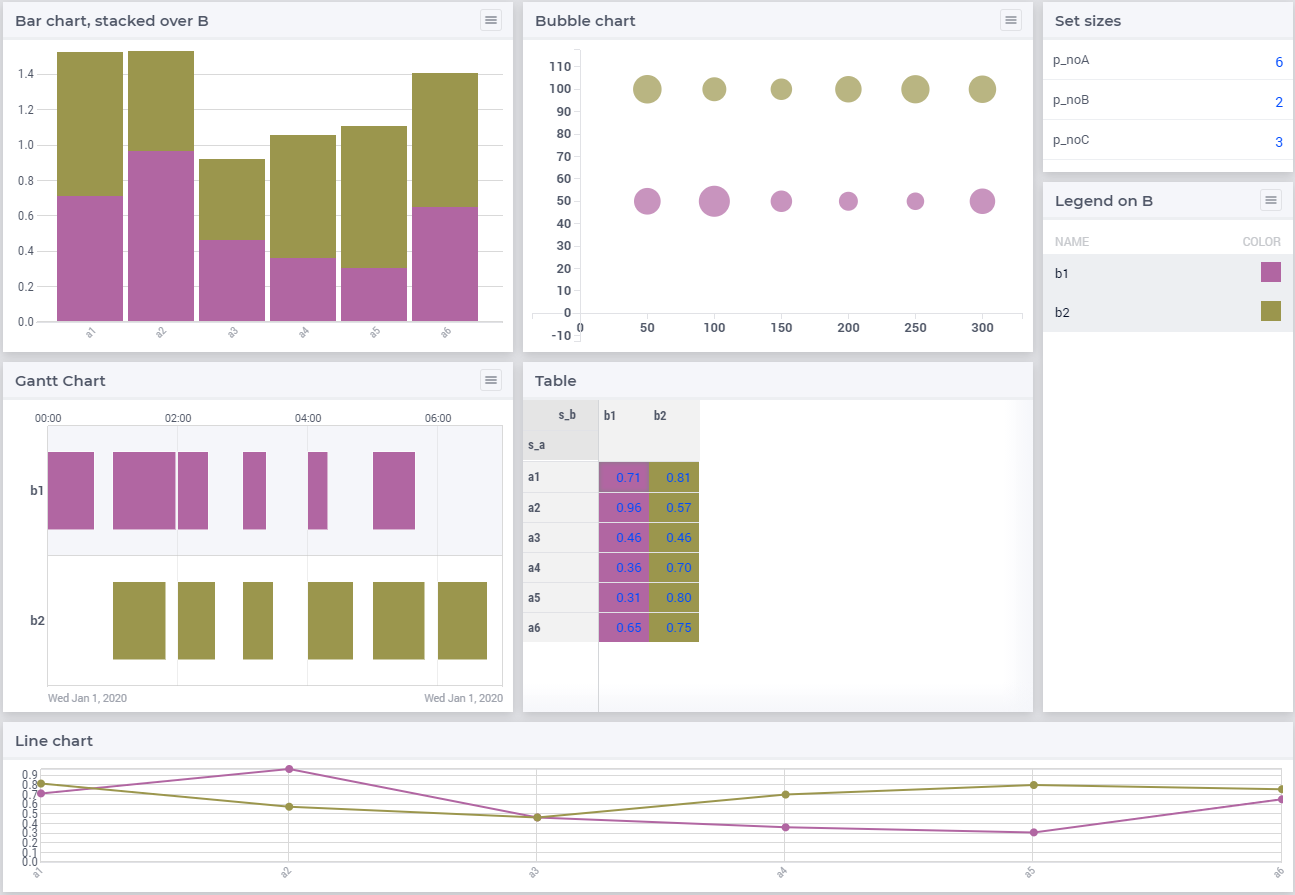 Bar chart, stacked over B
1.4
1.2
1.0
0.8
0.6
0.4
0.2
0.0
a1 a2 a3 a4 a5 a6
Bubble chart
110
100
90
80
70
60
50
40
30
20
10
0
-10
0 50 100 150 200 250 300
Set sizes
p_noA 6
p_noB 2
p_noC 3
Legend on B
NAME COLOR
b1
b2
Gantt Chart
00:00 02:00 04:00 06:00
b1
b2
Wed Jan 1, 2020 Wed Jan 1, 2020
Table
s_b b1 b2
s_a
a1 0.71 0.81
a2 0.96 0.57
a3 0.46 0.46
a4 0.36 0.70
a5 0.31 0.80
a6 0.65 0.75
Line chart
0.9
0.8
0.7
0.6
0.5
0.4
0.3
0.2
0.1
0.0
a1 a2 a3 a4 a5 a6